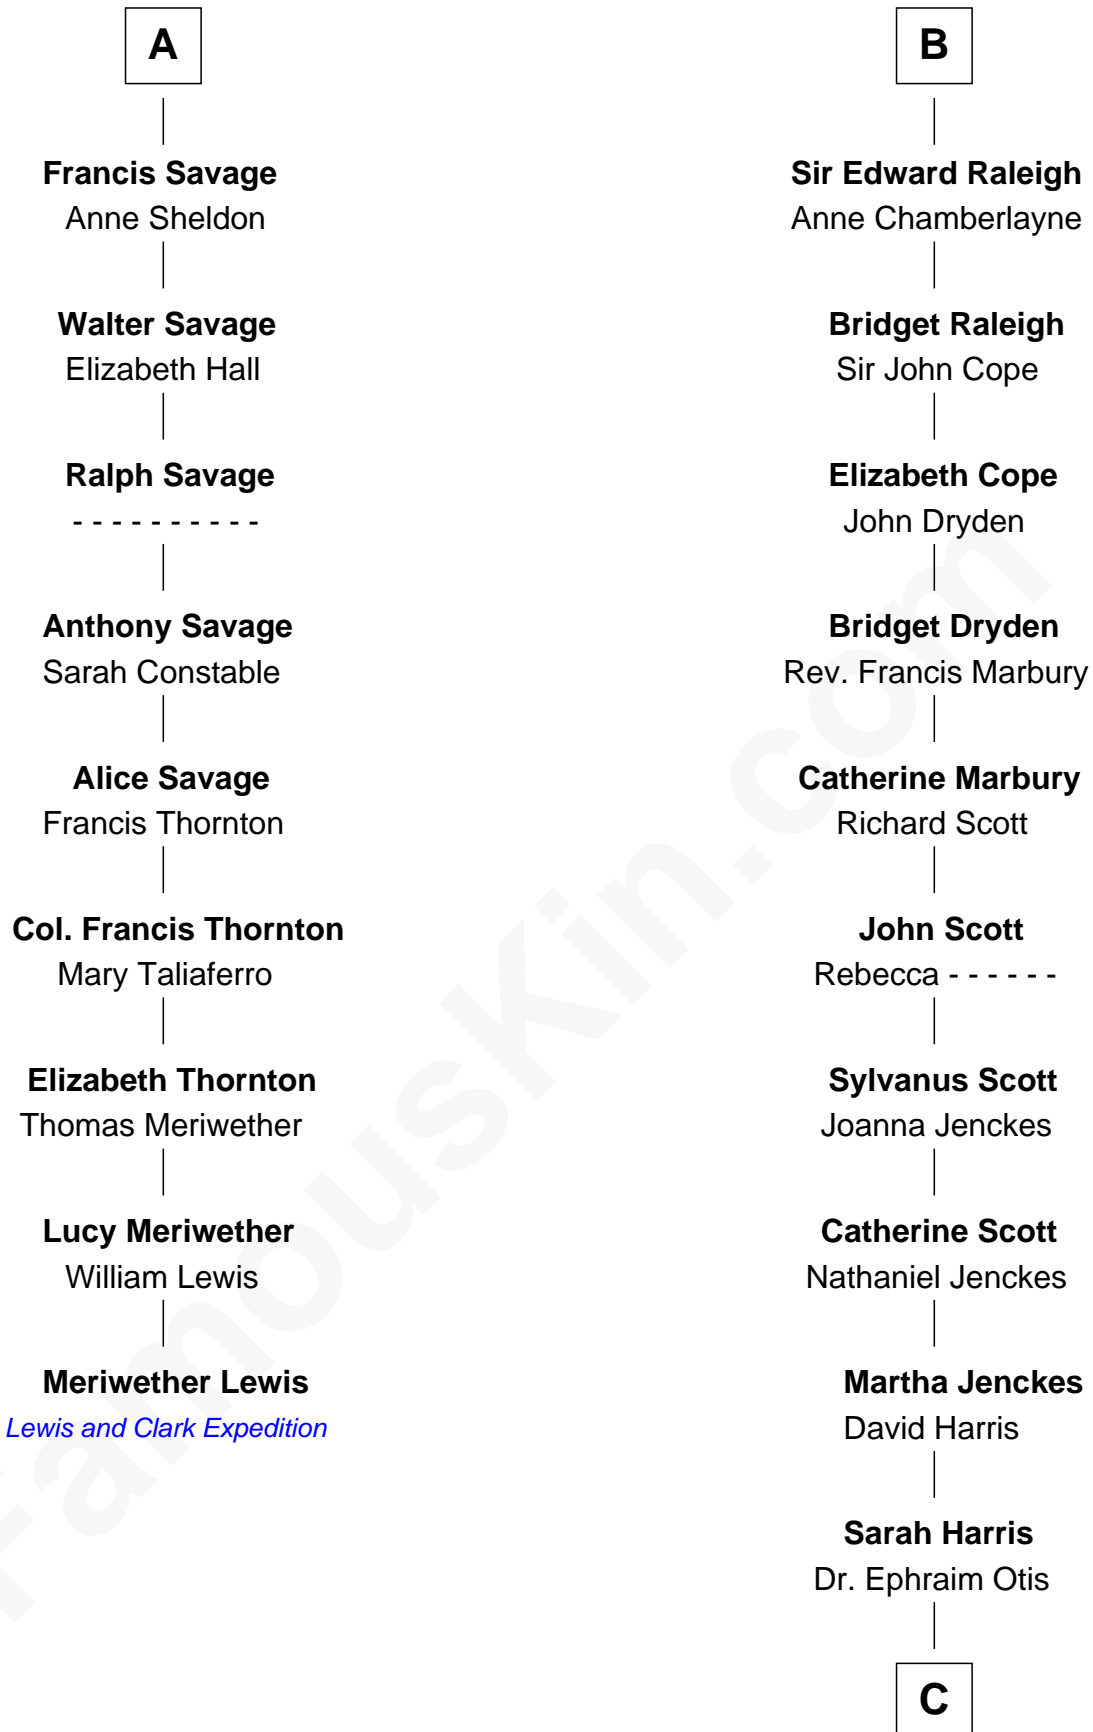 A
Francis Savage
Anne Sheldon
Walter Savage
Elizabeth Hall
Ralph Savage
- - - - - - - - - -
Anthony Savage
Sarah Constable
Alice Savage
Francis Thornton
Col. Francis Thornton
Mary Taliaferro
Elizabeth Thornton
Thomas Meriwether
Lucy Meriwether
William Lewis
Meriwether Lewis
Lewis and Clark Expedition
B
Sir Edward Raleigh
Anne Chamberlayne
Bridget Raleigh
Sir John Cope
Elizabeth Cope
John Dryden
Bridget Dryden
Rev. Francis Marbury
Catherine Marbury
Richard Scott
John Scott
Rebecca - - - - - -
Sylvanus Scott
Joanna Jenckes
Catherine Scott
Nathaniel Jenckes
Martha Jenckes
David Harris
Sarah Harris
Dr. Ephraim Otis
C
FamousKin.com